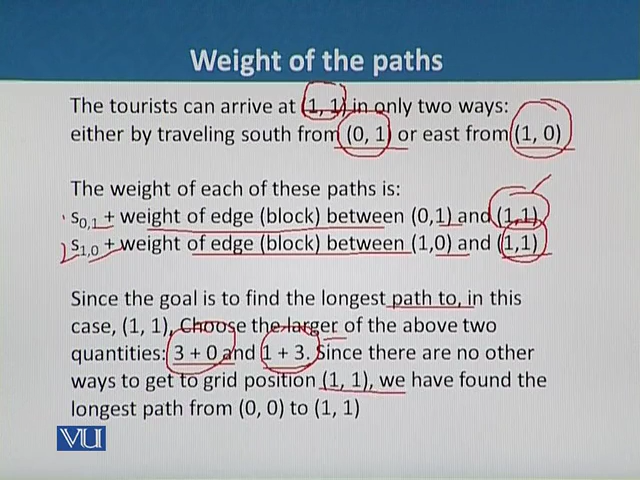 Weight of the paths
The tourists can arrive at (1, 1) in only two ways:
either by traveling south from (0, 1) or east from (1, 0)
The weight of each of these paths is:
s0,1 + weight of edge (block) between (0,1) and (1,1)
s1,0 + weight of edge (block) between (1,0) and (1,1)
Since the goal is to find the longest path to, in this
case, (1, 1), Choose the larger of the above two
quantities: 3 + 0 and 1 + 3. Since there are no other
ways to get to grid position (1, 1), we have found the
longest path from (0, 0) to (1, 1)
VU